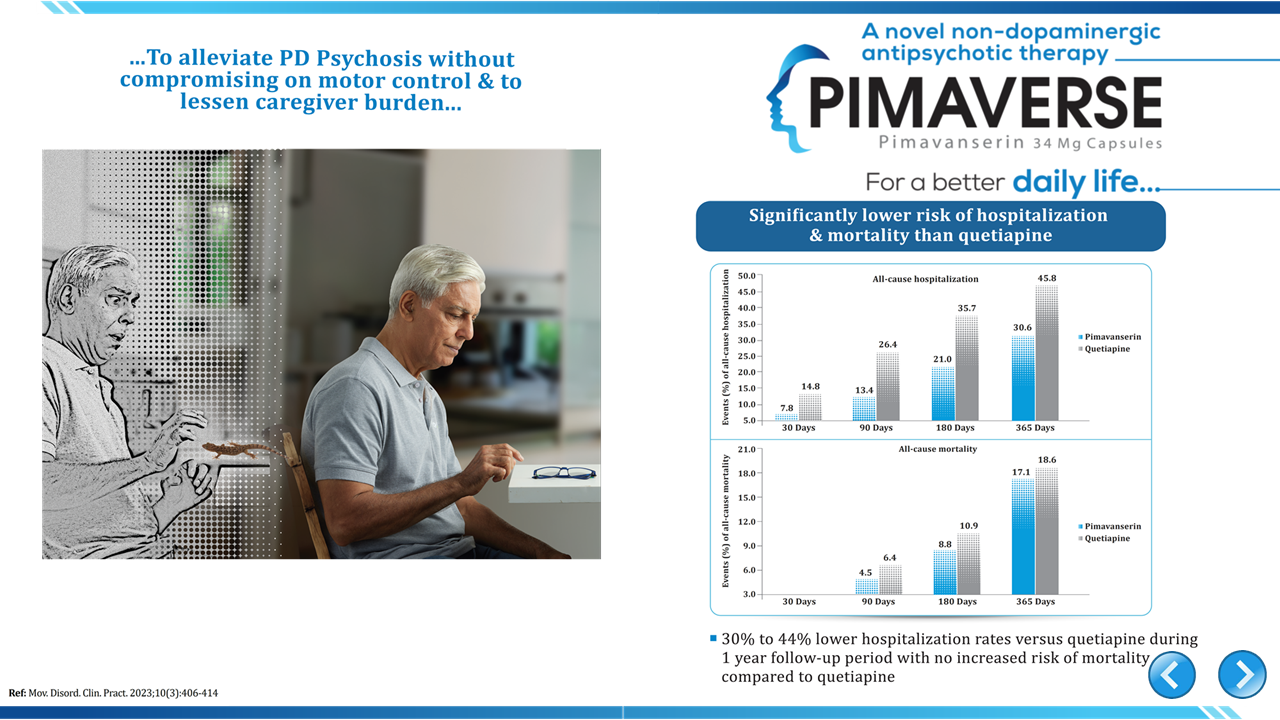 ...To alleviate PD Psychosis without
compromising on motor control & to
lessen caregiver burden...
A novel non-dopaminergic
antipsychotic therapy
PIMAVERSE
Pimavanserin 34 Mg Capsules
For a better daily life...
Significantly lower risk of hospitalization
& mortality than quetiapine
All-cause hospitalization
Events (%) of all-cause hospitalization
50.0
45.0
40.0
35.0
30.0
25.0
20.0
15.0
10.0
5.0
7.8
14.8
13.4
26.4
21.0
35.7
30.6
45.8
30 Days
90 Days
180 Days
365 Days
Pimavanserin
Quetiapine
All-cause mortality
Events (%) of all-cause mortality
21.0
18.0
15.0
12.0
9.0
6.0
3.0
4.5
6.4
8.8
10.9
17.1
18.6
30 Days
90 Days
180 Days
365 Days
Pimavanserin
Quetiapine
30% to 44% lower hospitalization rates versus quetiapine during
1 year follow-up period with no increased risk of mortality
compared to quetiapine
Ref: Mov. Disord. Clin. Pract. 2023;10(3):406-414